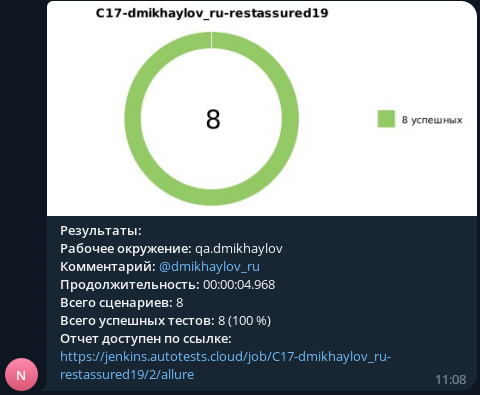 C17-dmikhaylov_ru-restassured19
8
8 успешных
Результаты:
Рабочее окружение: qa.dmikhaylov
Комментарий: @dmikhaylov_ru
Продолжительность: 00:00:04.968
Всего сценариев: 8
Всего успешных тестов: 8 (100 %)
Отчет доступен по ссылке:
https://jenkins.autotests.cloud/job/C17-dmikhaylov_ru-
restassured19/2/allure
N
11:08